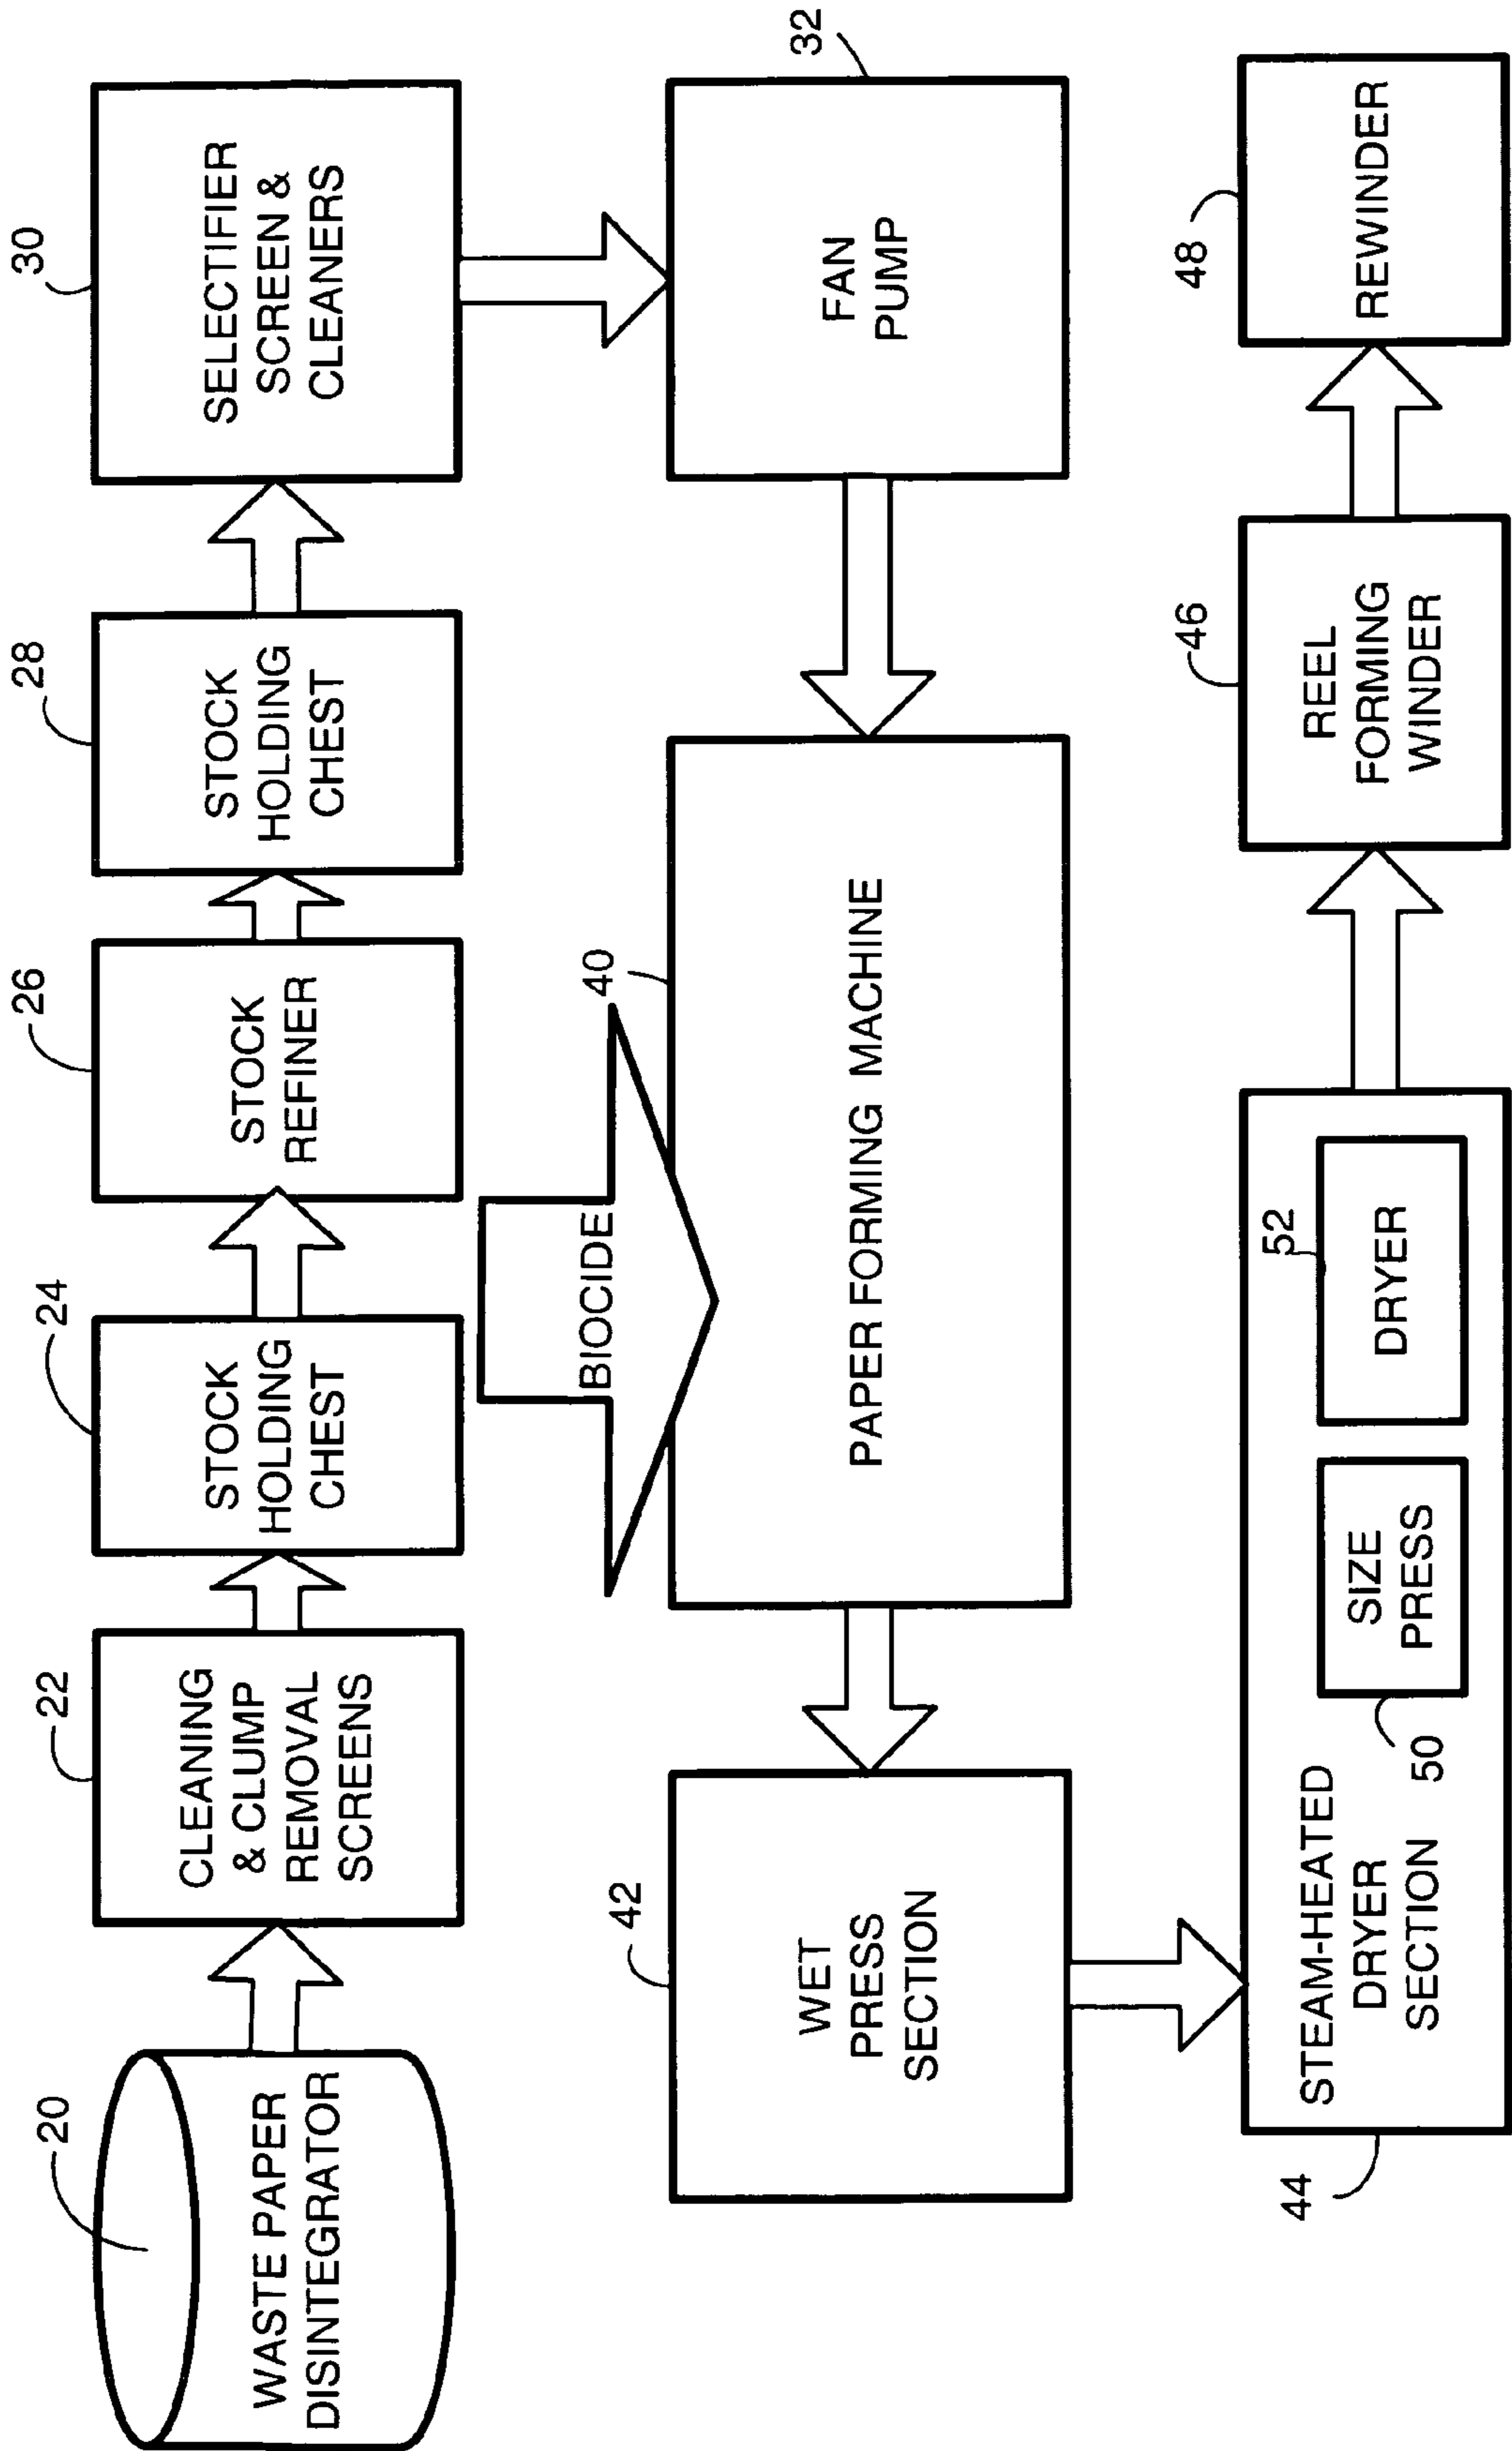 20
WASTE PAPER
DISINTEGRATOR
22
CLEANING
& CLUMP
REMOVAL
SCREENS
24
STOCK
HOLDING
CHEST
26
STOCK
REFINER
28
STOCK
HOLDING
CHEST
30
SELECTIFIER
SCREEN &
CLEANERS
32
FAN
PUMP
BIOCIDE
40
PAPER FORMING MACHINE
42
WET
PRESS
SECTION
44
STEAM-HEATED
DRYER
SECTION
50
SIZE
PRESS
52
DRYER
46
REEL
FORMING
WINDER
48
REWINDER